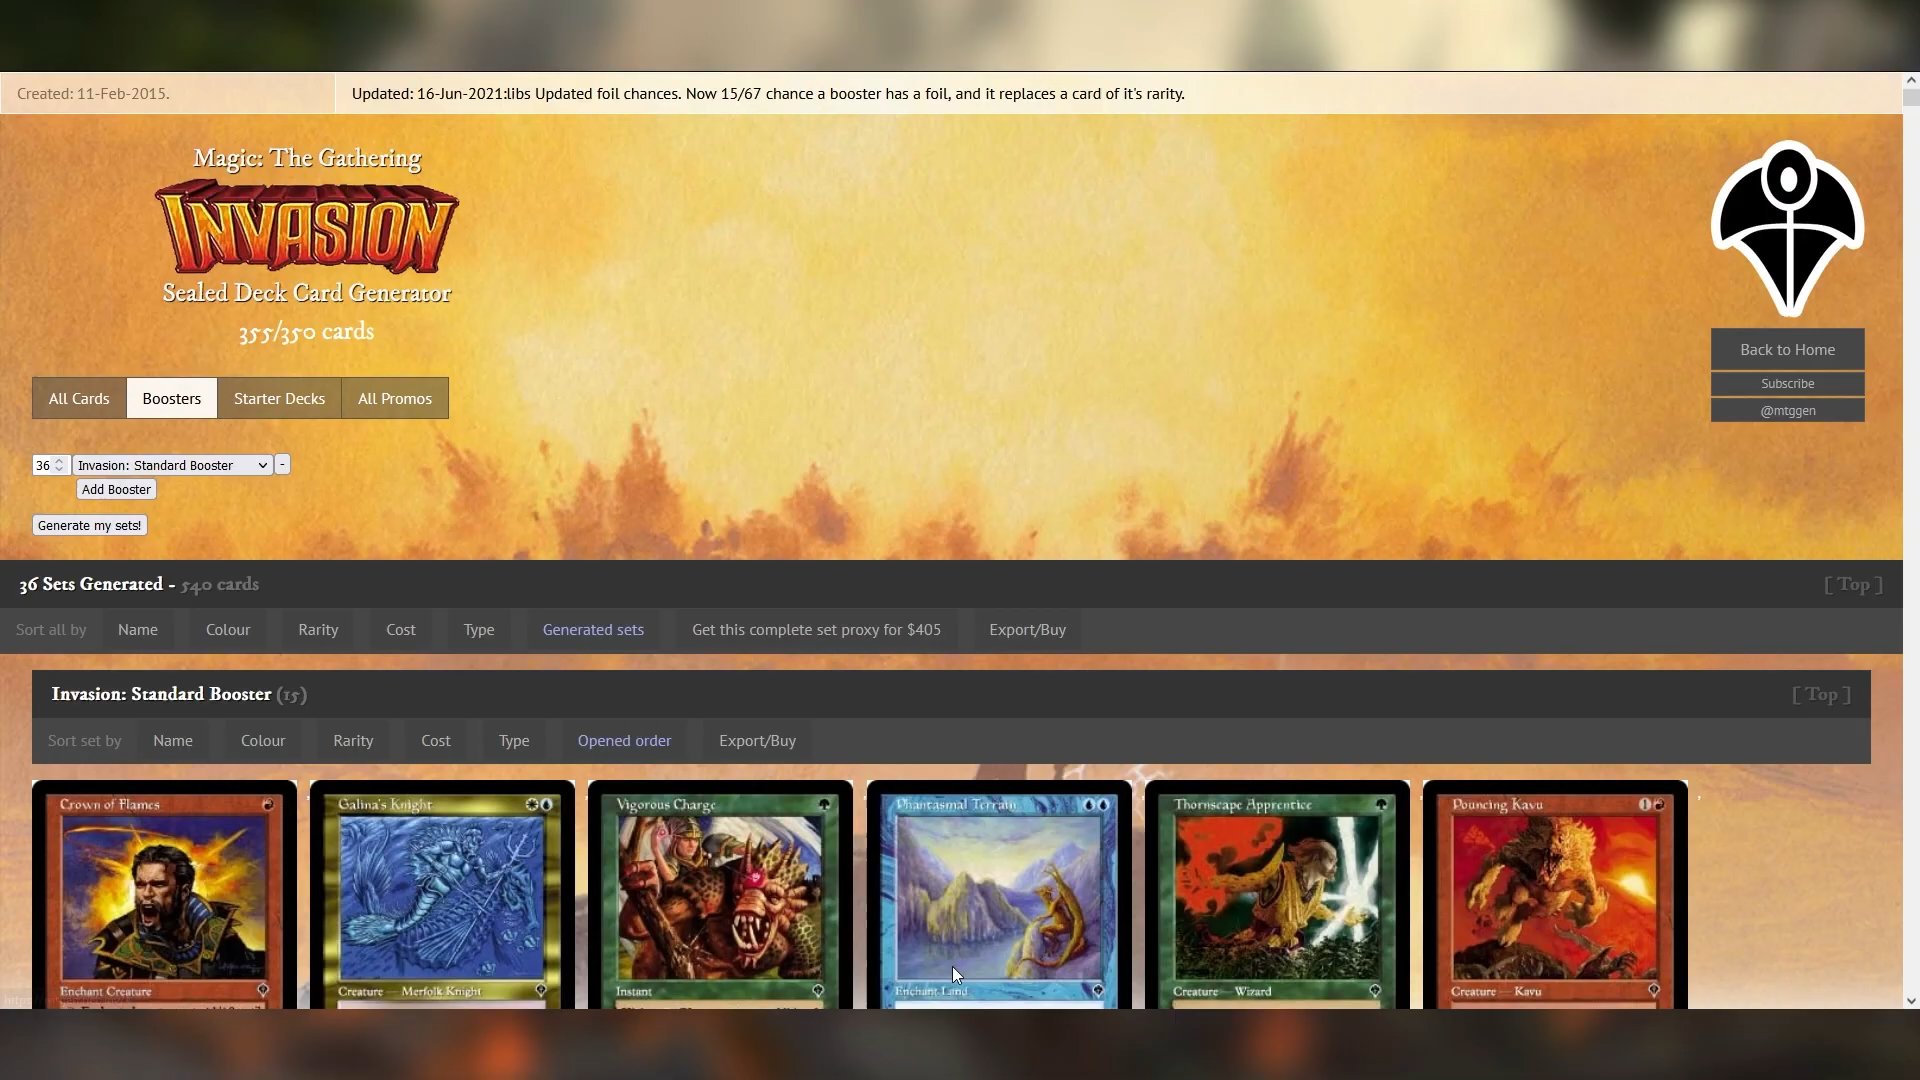 Created: 11-Feb-2015.
Updated: 16-Jun-2021:libs Updated foil chances. Now 15/67 chance a booster has a foil, and it replaces a card of it's rarity.
Magic: The Gathering
INVASION
Sealed Deck Card Generator
355/350 cards
Back to Home
Subscribe
@mtggen
All Cards Boosters Starter Decks All Promos
36 Invasion: Standard Booster -
Add Booster
Generate my sets!
36 Sets Generated - 540 cards [ Top ]
Sort all by Name Colour Rarity Cost Type Generated sets Get this complete set proxy for $405 Export/Buy
Invasion: Standard Booster (15) [ Top ]
Sort set by Name Colour Rarity Cost Type Opened order Export/Buy
Crown of Flames Galina's Knight Vigorous Charge Phantasmal Terrain Thornscape Apprentice Pouncing Kavu 1
Enchant Creature Creature — Merfolk Knight Instant Enchant Land Creature — Wizard Creature — Kavu